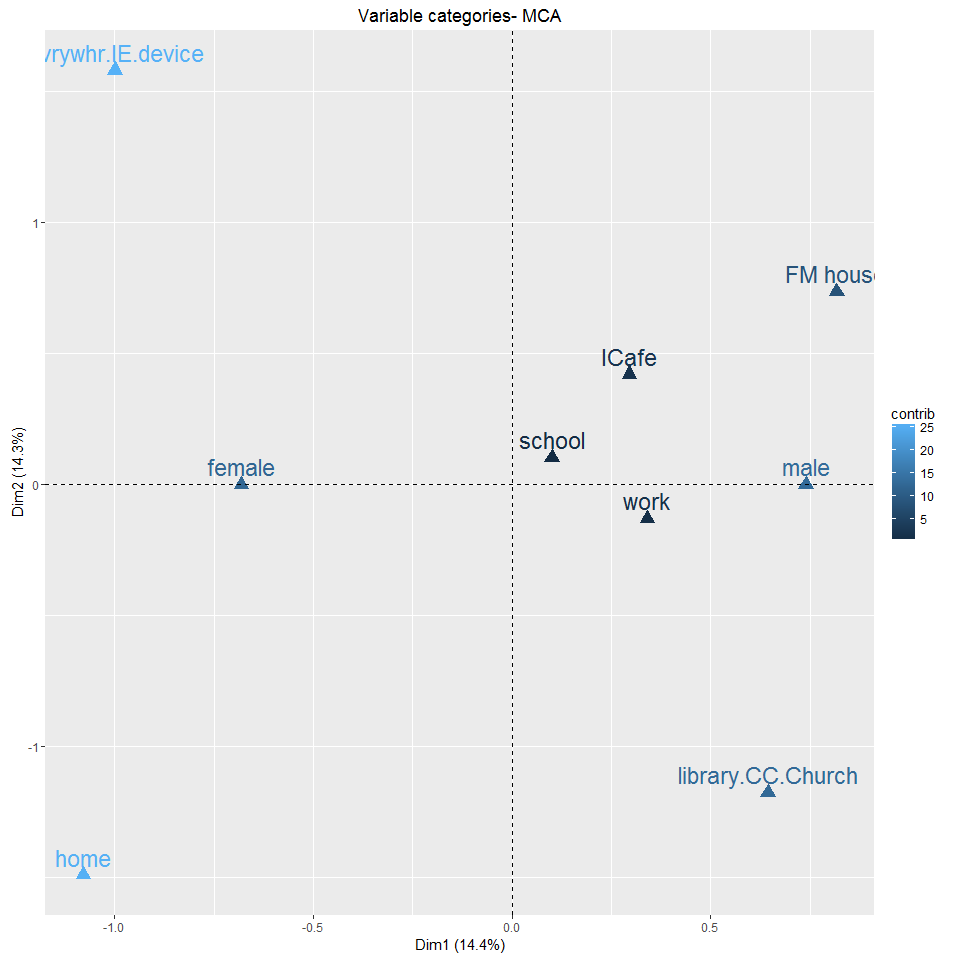 Variable categories- MCA
vrywhr.IE.device
FM house
ICafe
school
female
male
work
library.CC.Church
home
1
0
-1
-1.0
-0.5
0.0
0.5
Dim1 (14.4%)
Dim2 (14.3%)
contrib
25
20
15
10
5